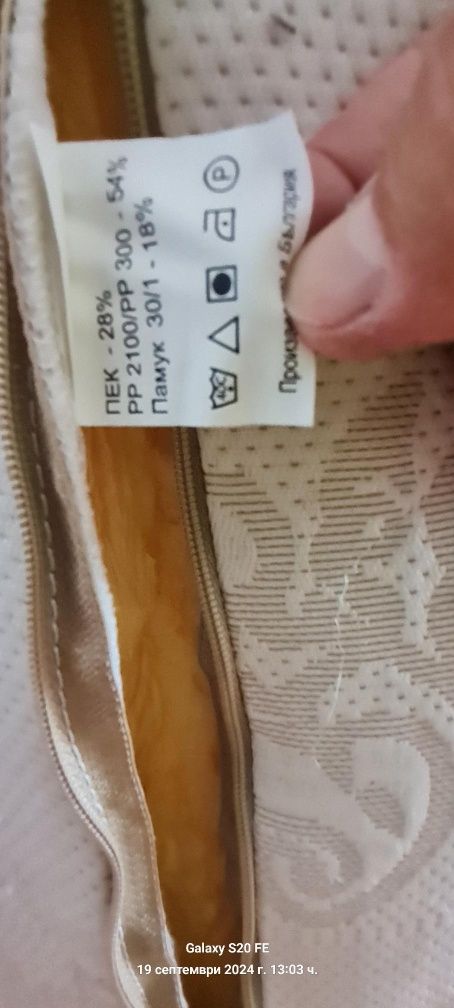 ПЕК - 28%
PP 2100/PP 300 - 54%
Памук 30/1 - 18%
P
България
Galaxy S20 FE
19 септември 2024 г. 13:03 ч.